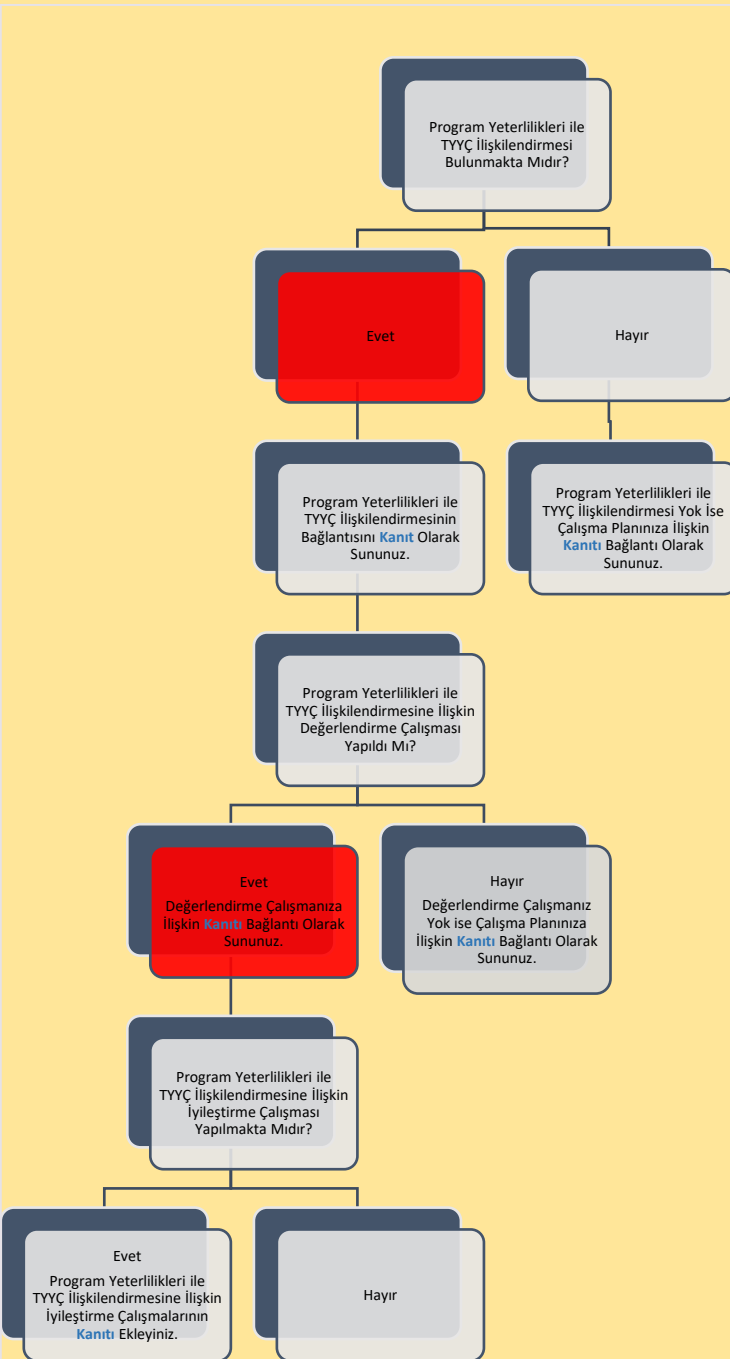 Program Yeterlilikleri ile
TYYÇ İlişkilendirmesi
Bulunmakta Mıdır?
Evet
Hayır
Program Yeterlilikleri ile
TYYÇ İlişkilendirmesinin
Bağlantısını Kanıt Olarak
Sununuz.
Program Yeterlilikleri ile
TYYÇ İlişkilendirmesi Yok İse
Çalışma Planınıza İlişkin
Kanıtı Bağlantı Olarak
Sununuz.
Program Yeterlilikleri ile
TYYÇ İlişkilendirmesine İlişkin
Değerlendirme Çalışması
Yapıldı Mı?
Evet
Değerlendirme Çalışmanıza
İlişkin Kanıtı Bağlantı Olarak
Sununuz.
Hayır
Değerlendirme Çalışmanız
Yok ise Çalışma Planınıza
İlişkin Kanıtı Bağlantı Olarak
Sununuz.
Program Yeterlilikleri ile
TYYÇ İlişkilendirmesine İlişkin
İyileştirme Çalışması
Yapılmakta Mıdır?
Evet
Program Yeterlilikleri ile
TYYÇ İlişkilendirmesine İlişkin
İyileştirme Çalışmalarının
Kanıtı Ekleyiniz.
Hayır